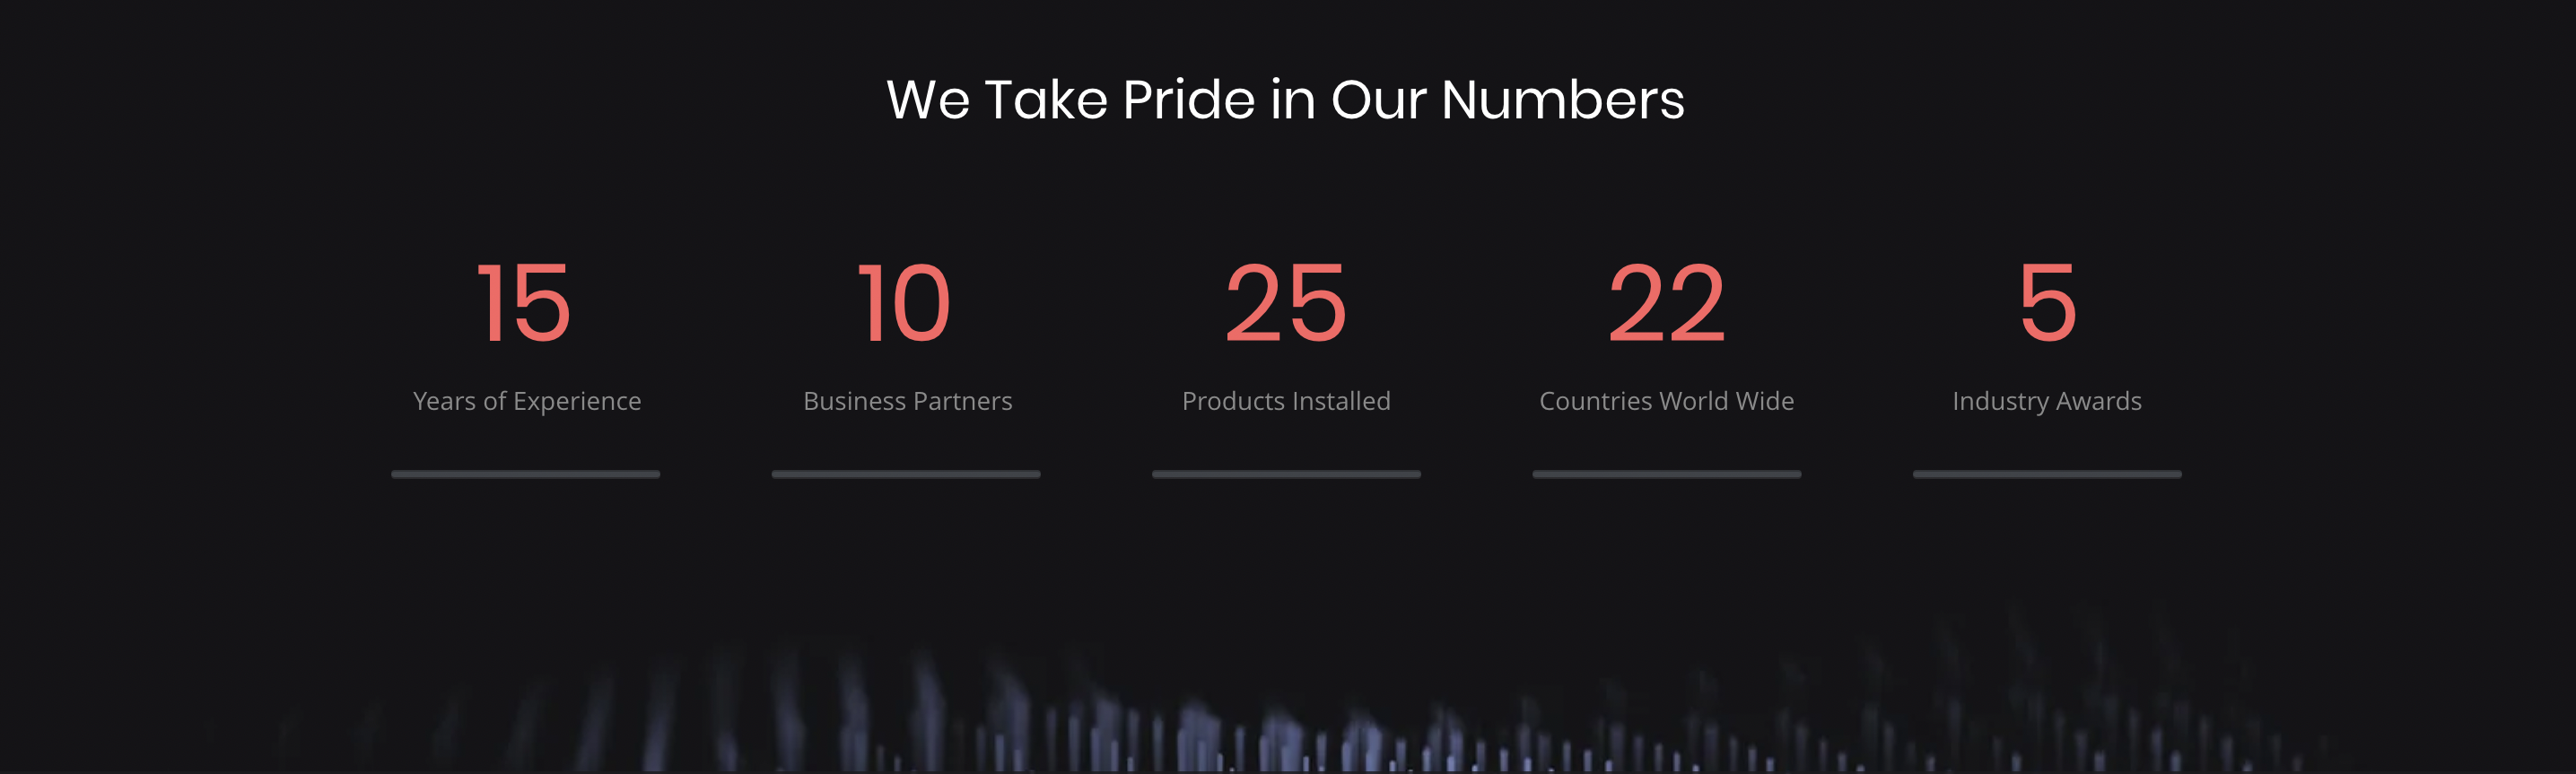 We Take Pride in Our Numbers
15
10
25
22
5
Years of Experience
Business Partners
Products Installed
Countries World Wide
Industry Awards